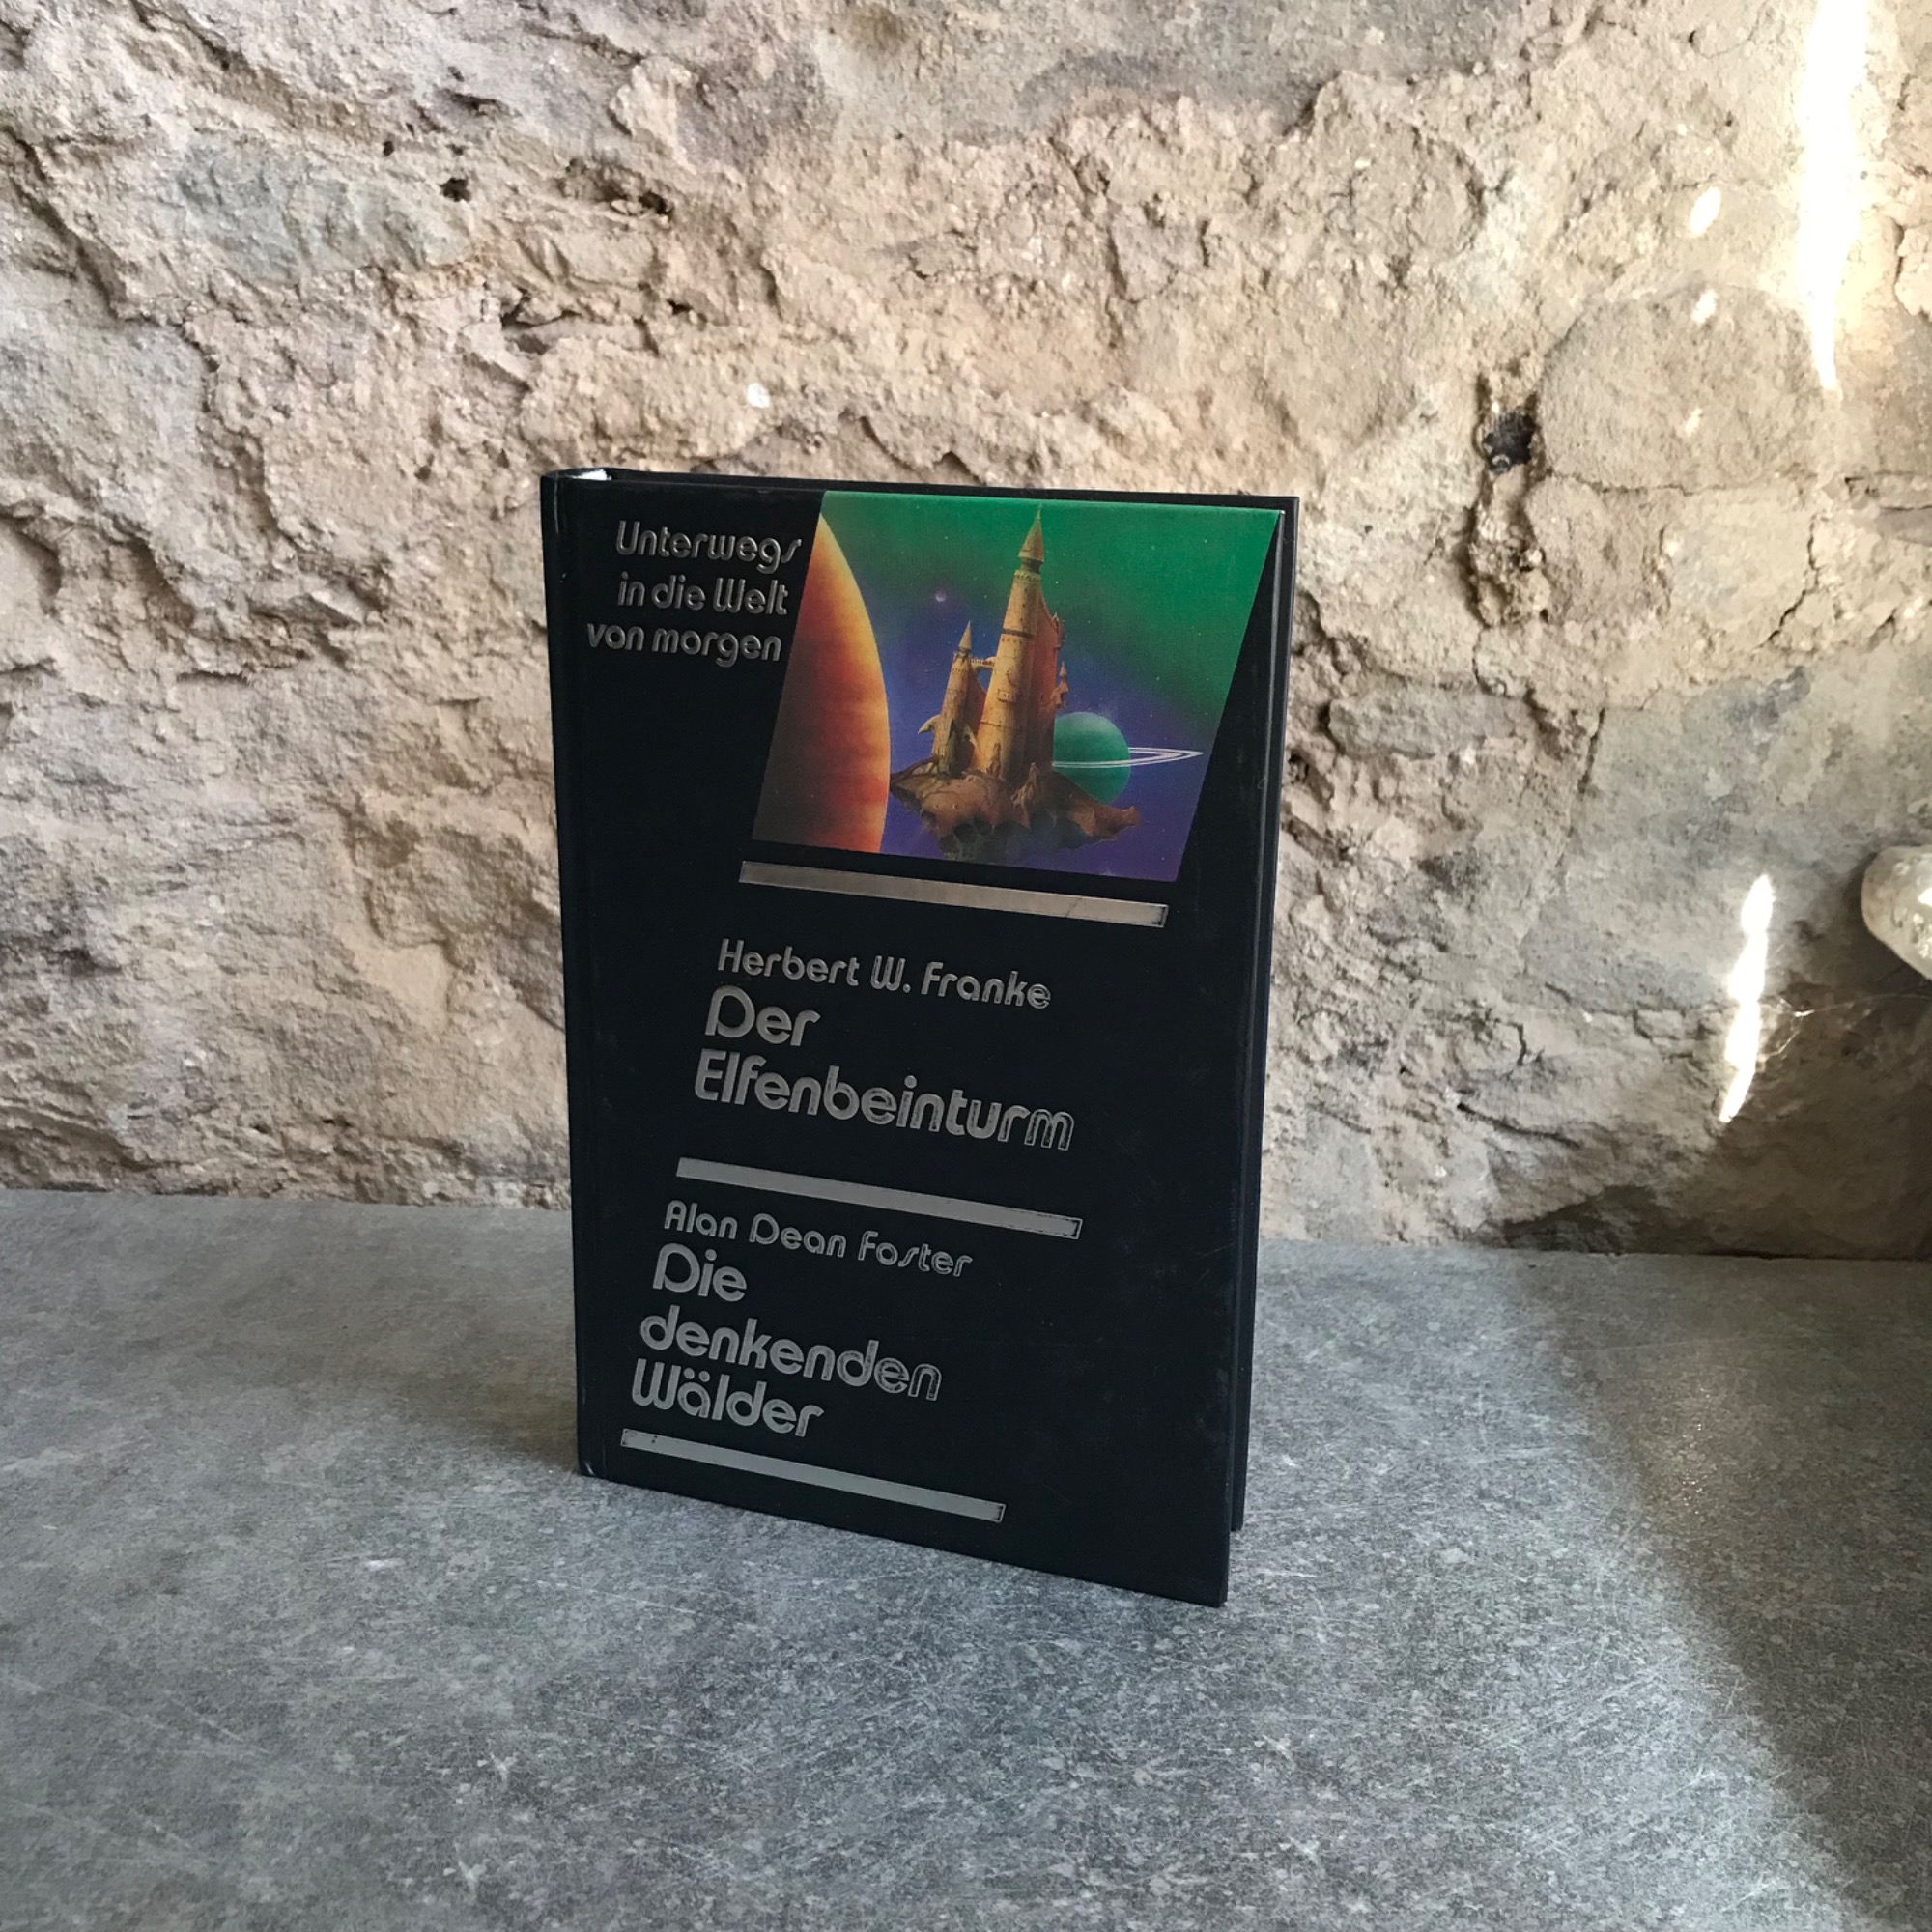 Unterwegs
in die Welt
von morgen
Herbert W. Franke
Der
Elfenbeinturm
Alan Dean Foster
Die
denkenden
Wälder